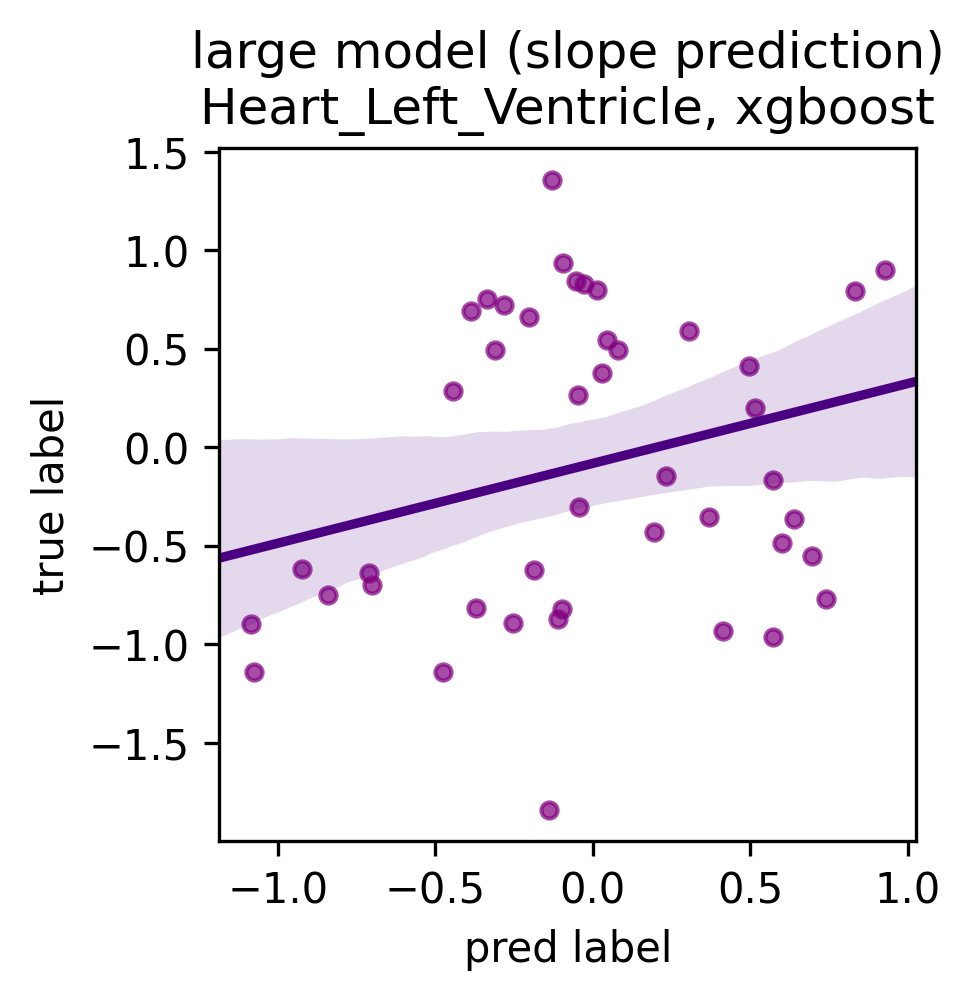 large model (slope prediction)
Heart_Left_Ventricle, xgboost
1.5
1.0
0.5
0.0
−0.5
−1.0
−1.5
true label
−1.0 −0.5 0.0 0.5 1.0
pred label